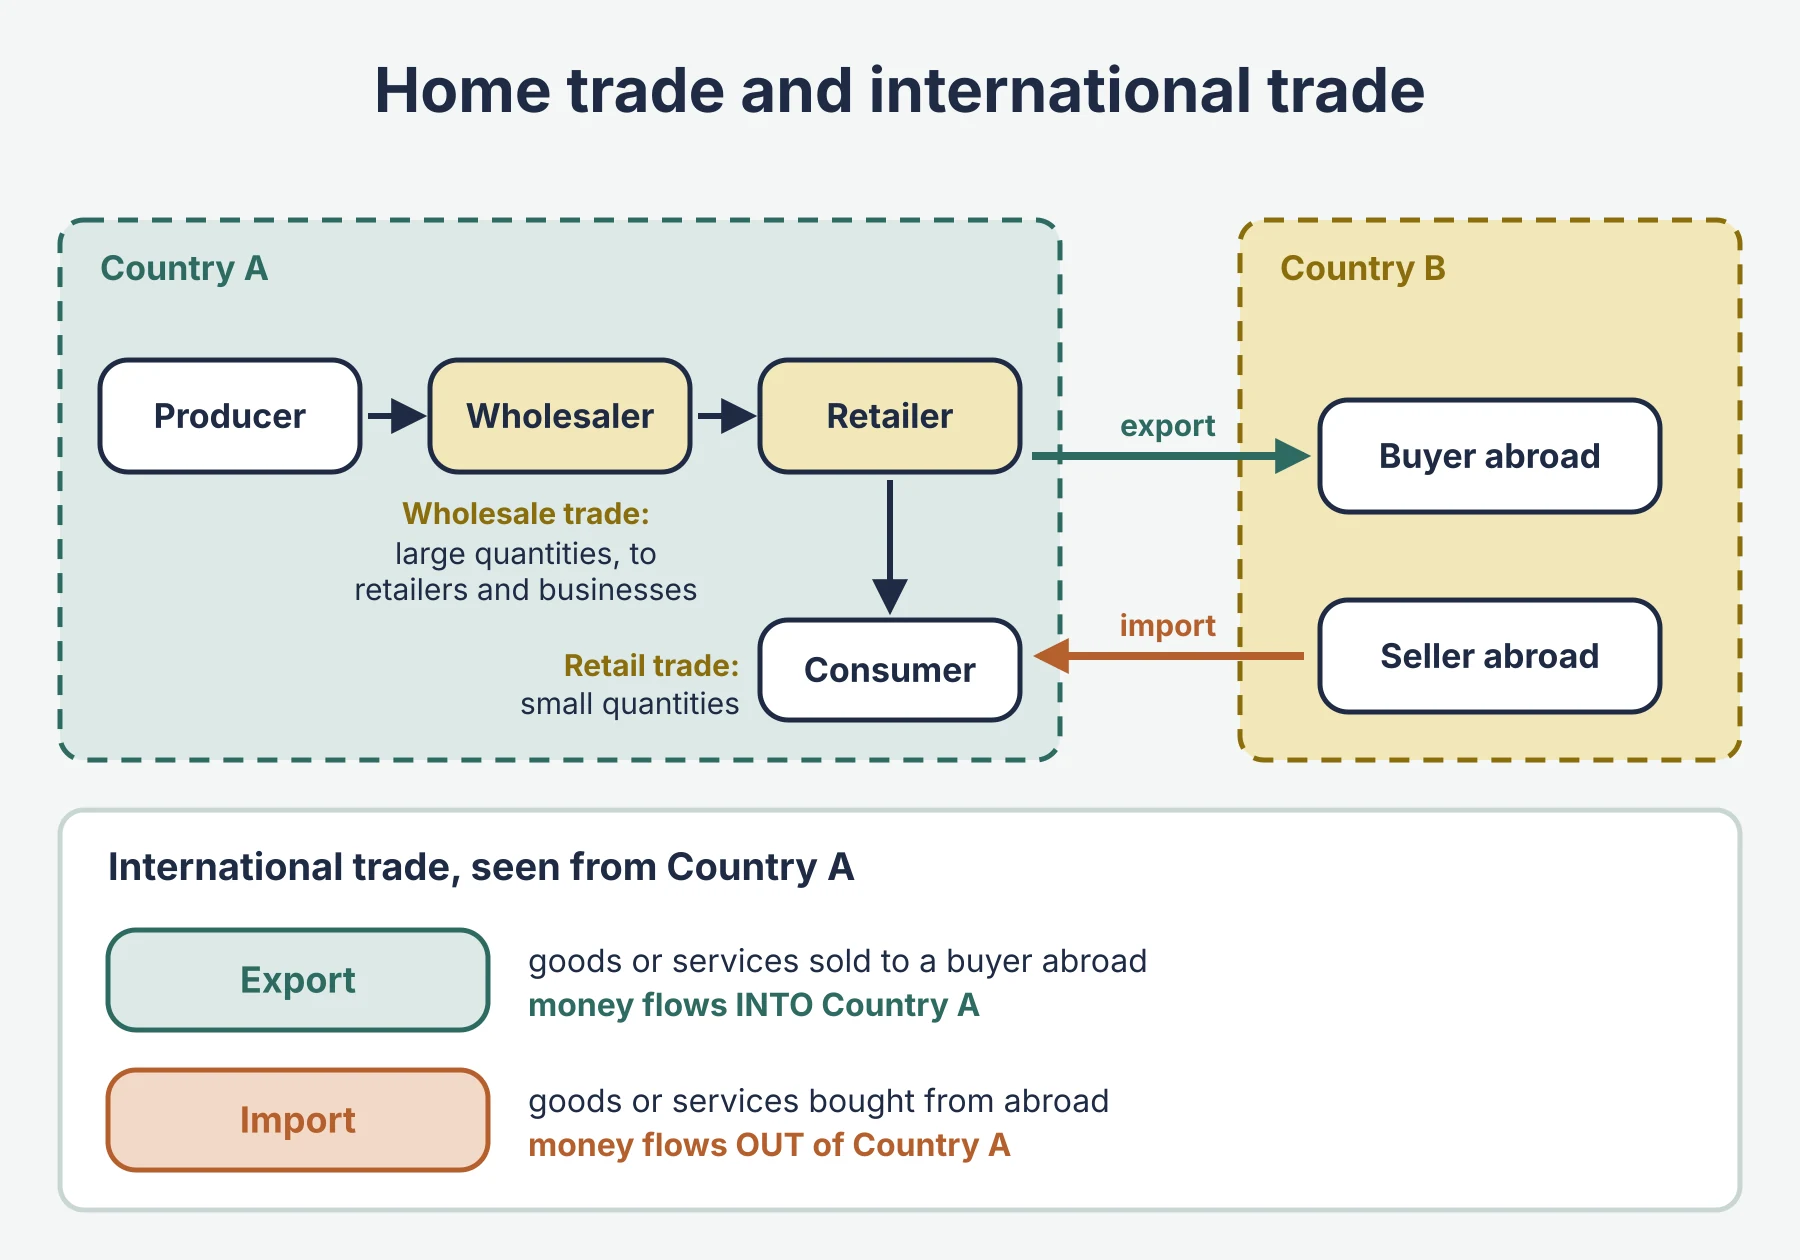 Home trade and international trade
Country A
Country B
Producer
Wholesaler
Retailer
export
Buyer abroad
Wholesale trade:
large quantities, to
retailers and businesses
import
Retail trade:
small quantities
Consumer
Seller abroad
International trade, seen from Country A
Export
goods or services sold to a buyer abroad
money flows INTO Country A
Import
goods or services bought from abroad
money flows OUT of Country A